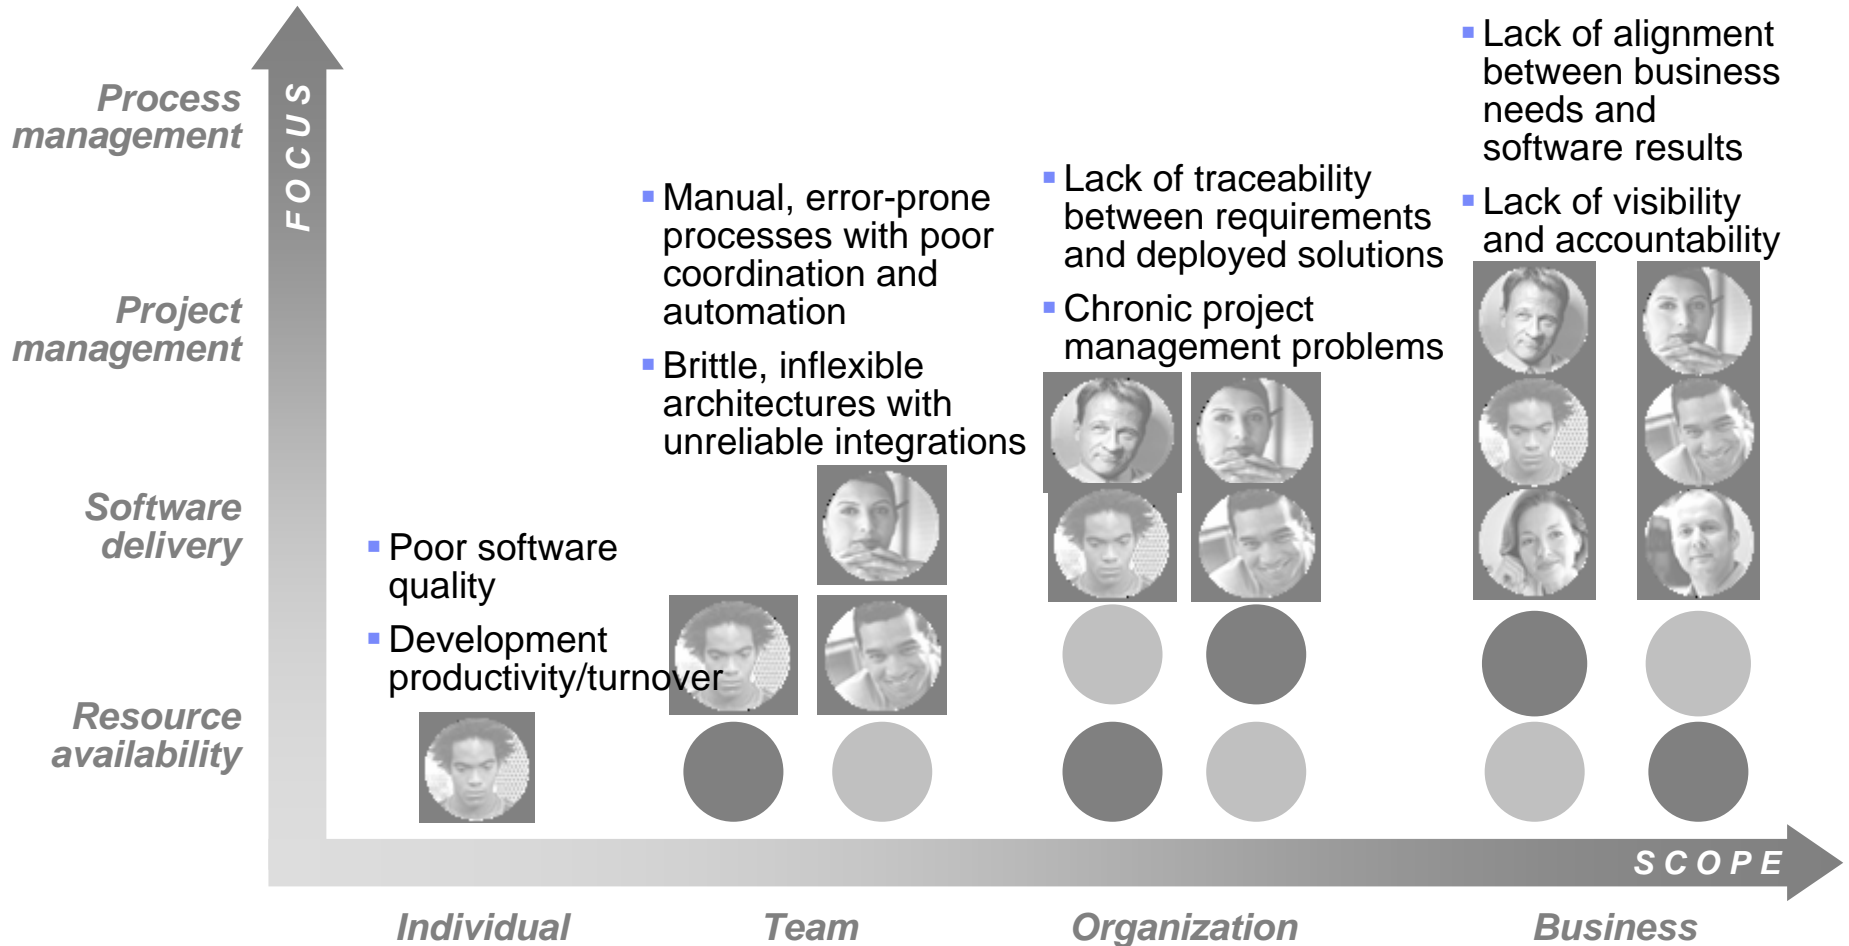 FOCUS
Process
management
Project
management
Software
delivery
Resource
availability
▪ Poor software
quality
▪ Development
productivity/turnover
▪ Manual, error-prone
processes with poor
coordination and
automation
▪ Brittle, inflexible
architectures with
unreliable integrations
▪ Lack of traceability
between requirements
and deployed solutions
▪ Chronic project
management problems
▪ Lack of alignment
between business
needs and
software results
▪ Lack of visibility
and accountability
SCOPE
Individual
Team
Organization
Business